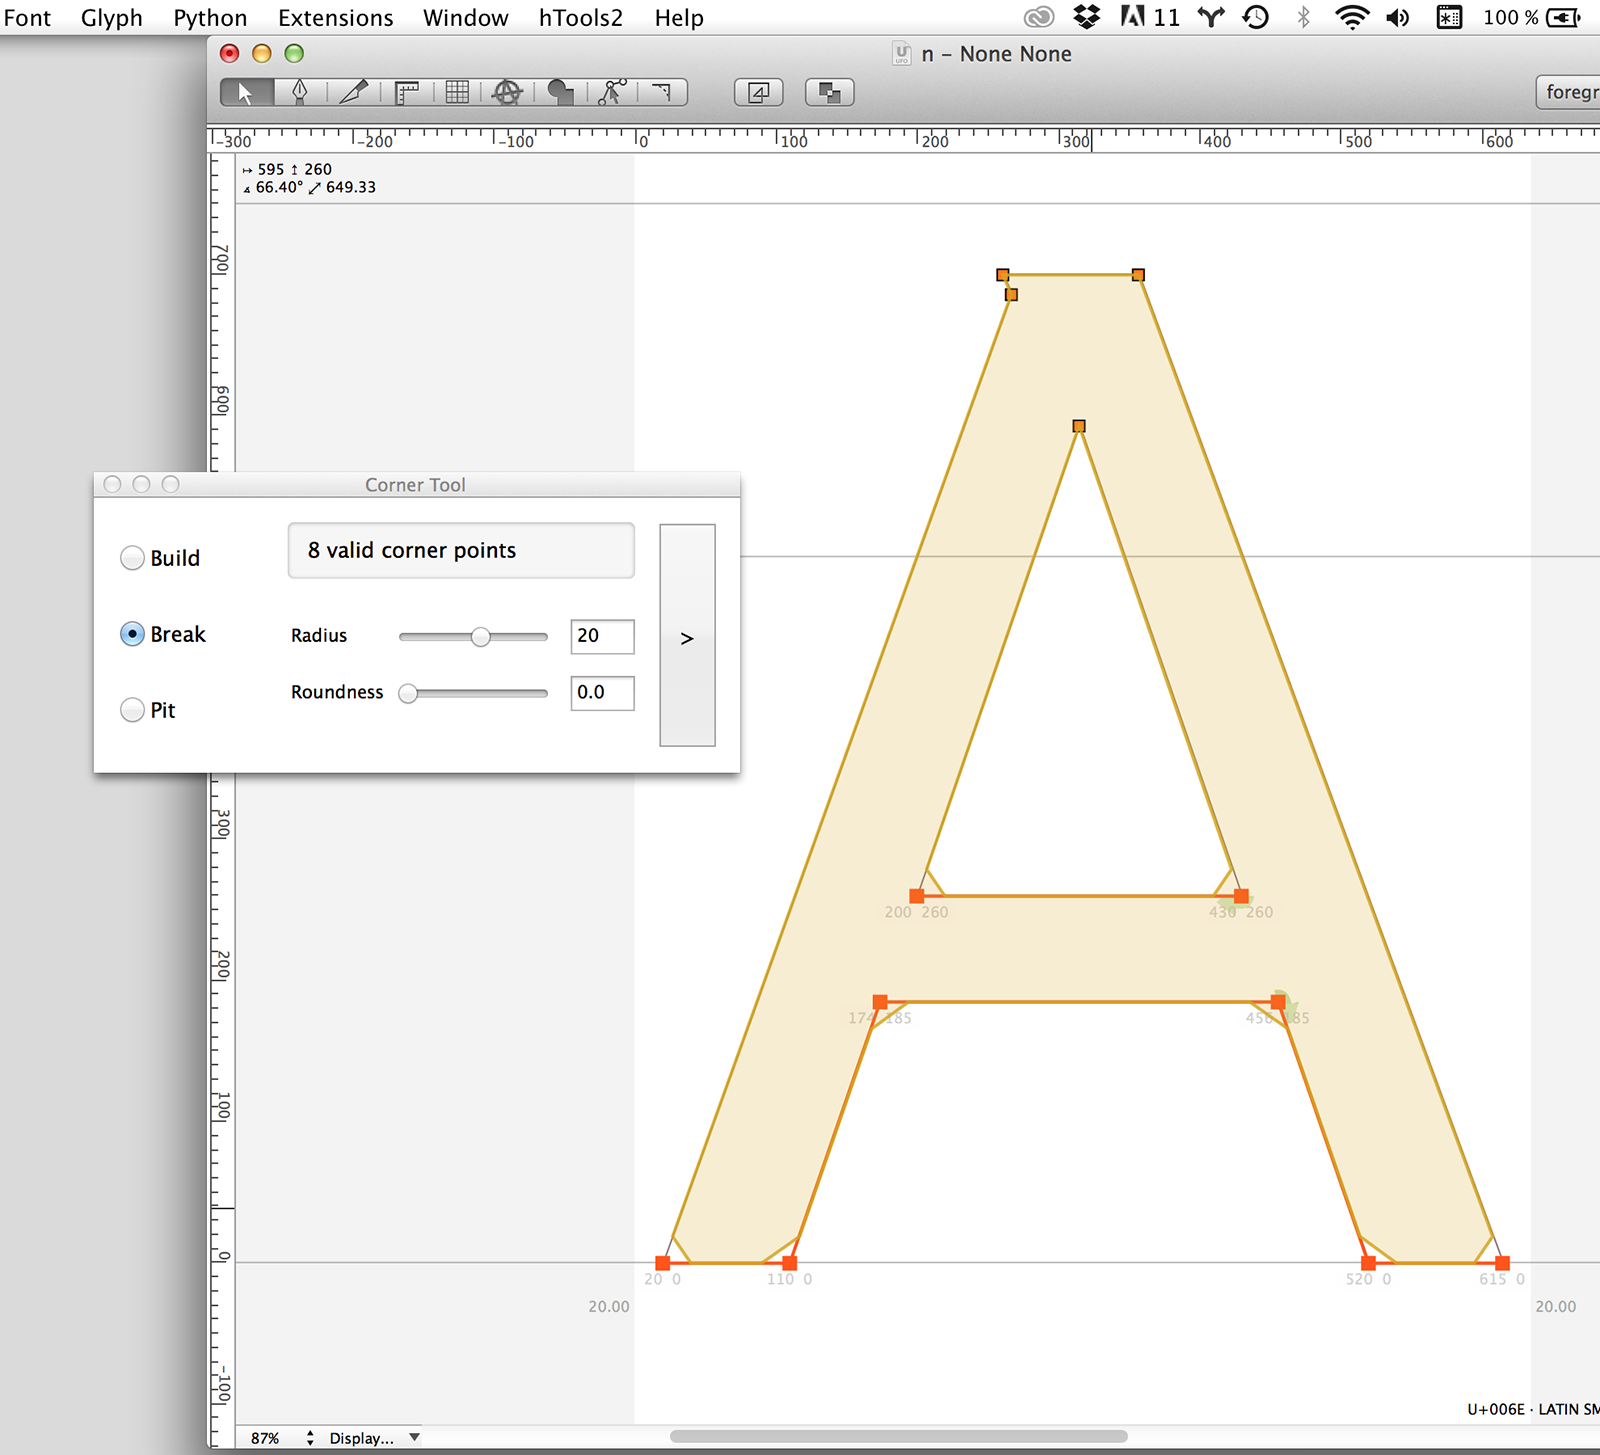 Font Glyph Python Extensions Window hTools2 Help 11 100 %
n – None None
foregr
-300 -200 -100 0 100 200 300 400 500 600
595 260
66.40° 649.33
700
600
Corner Tool
Build
8 valid corner points
Break
Radius 20
>
Roundness 0.0
Pit
300
200 260 430 260
200
174 185 456 185
100
0
20 0 110 0 520 0 615 0
20.00 20.00
-100
U+006E · LATIN SM
87% Display...